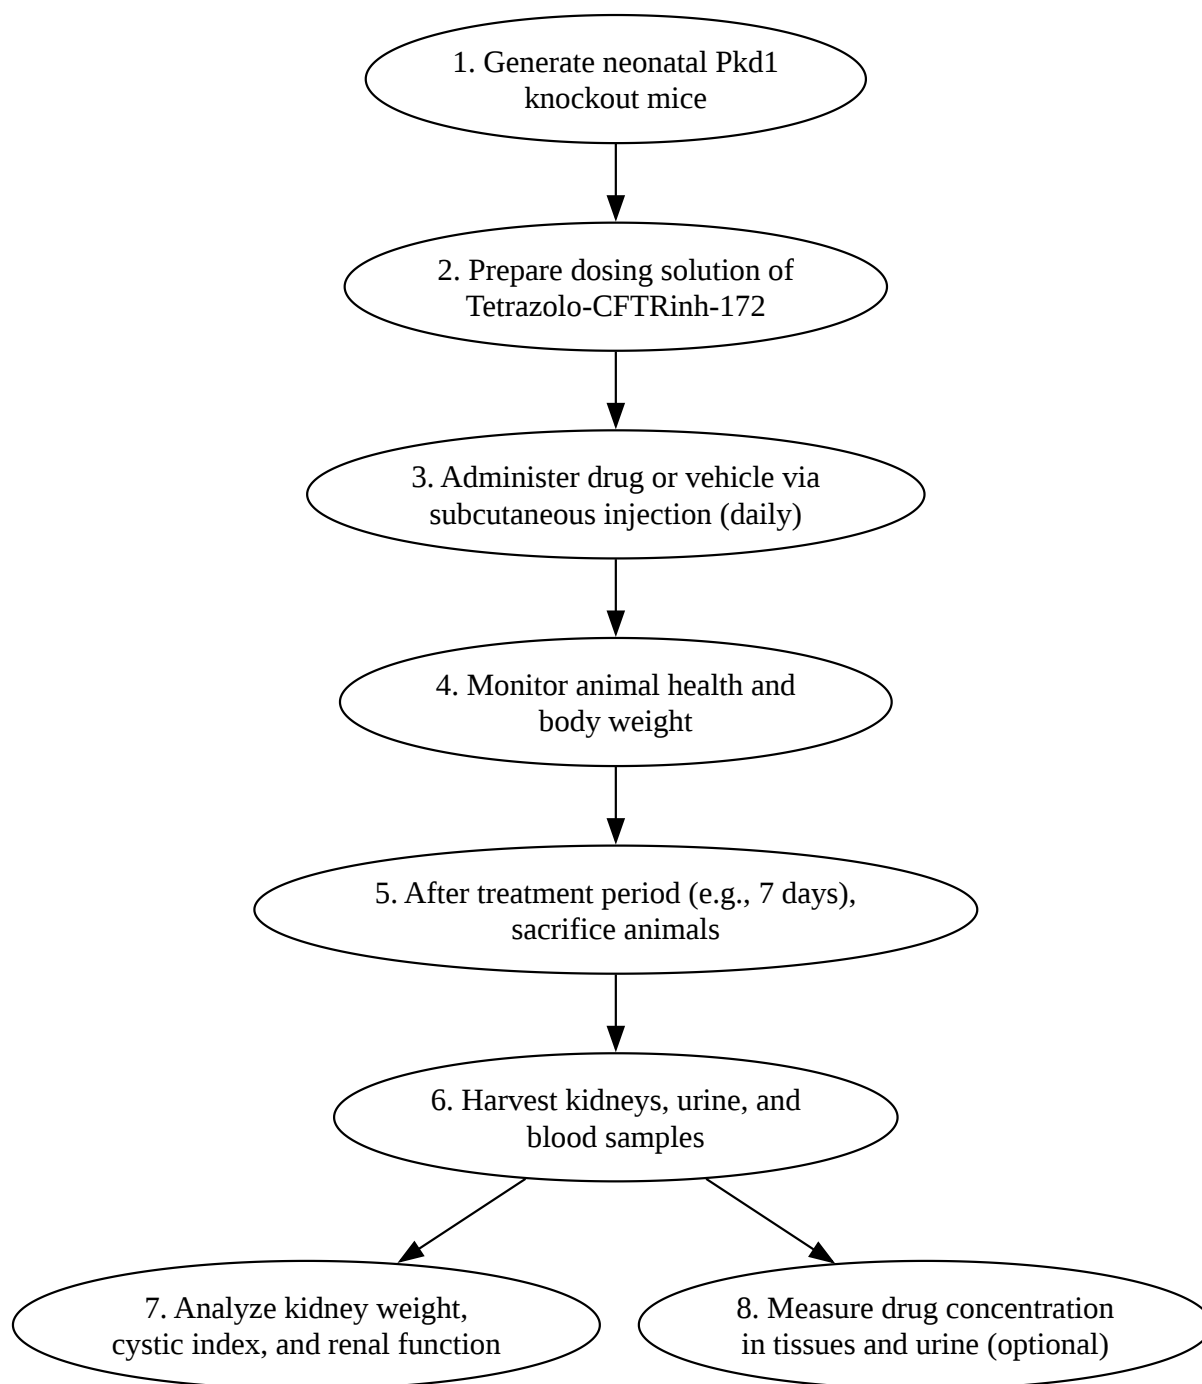 1. Generate neonatal Pkd1
knockout mice
2. Prepare dosing solution of
Tetrazolo-CFTRinh-172
3. Administer drug or vehicle via
subcutaneous injection (daily)
4. Monitor animal health and
body weight
5. After treatment period (e.g., 7 days),
sacrifice animals
6. Harvest kidneys, urine, and
blood samples
7. Analyze kidney weight,
cystic index, and renal function
8. Measure drug concentration
in tissues and urine (optional)